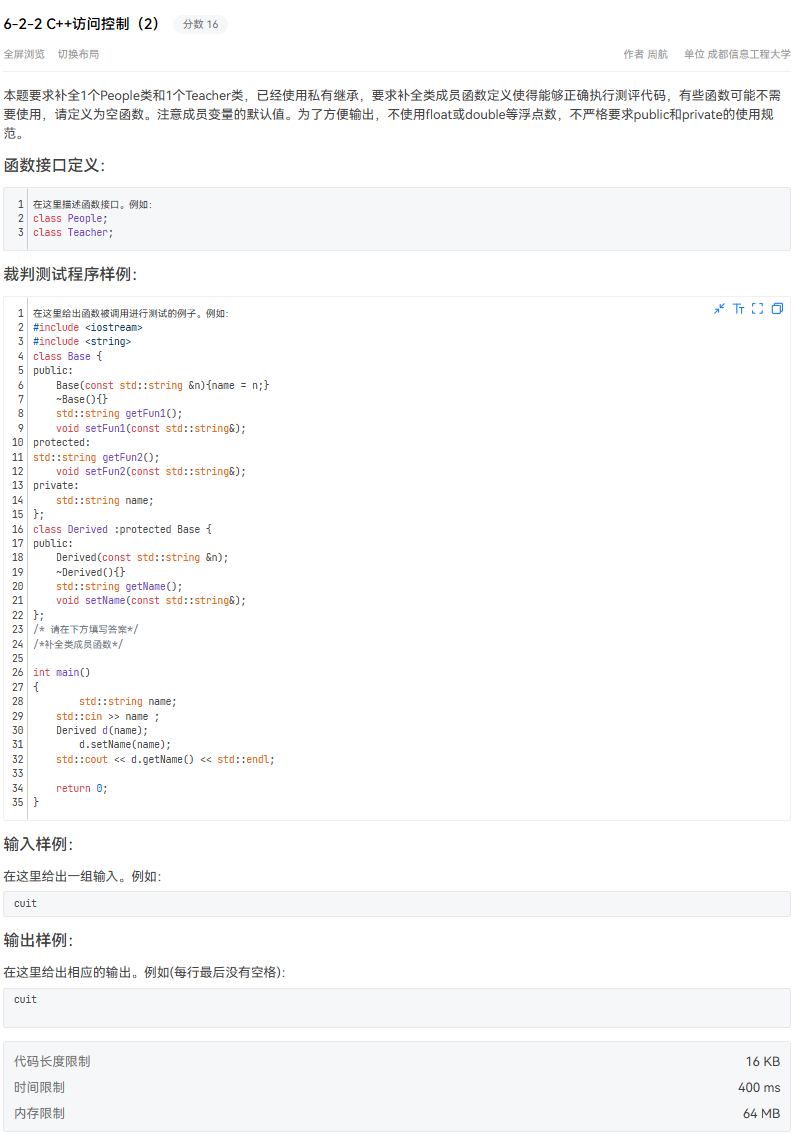 6-2-2 C++访问控制（2） 分数 16
全屏浏览 切换布局 作者 周航 单位 成都信息工程大学
本题要求补全1个People类和1个Teacher类，已经使用私有继承，要求补全类成员函数定义使得能够正确执行测评代码，有些函数可能不需
要使用，请定义为空函数。注意成员变量的默认值。为了方便输出，不使用float或double等浮点数，不严格要求public和private的使用规
范。
函数接口定义：
1 在这里描述函数接口。例如：
2 class People;
3 class Teacher;
裁判测试程序样例：
1 在这里给出函数被调用进行测试的例子。例如：
2 #include <iostream>
3 #include <string>
4 class Base {
5 public:
6     Base(const std::string &n){name = n;}
7     ~Base(){}
8     std::string getFun1();
9     void setFun1(const std::string&);
10 protected:
11 std::string getFun2();
12     void setFun2(const std::string&);
13 private:
14     std::string name;
15 };
16 class Derived :protected Base {
17 public:
18     Derived(const std::string &n);
19     ~Derived(){}
20     std::string getName();
21     void setName(const std::string&);
22 };
23 /* 请在下方填写答案*/
24 /*补全类成员函数*/
25
26 int main()
27 {
28         std::string name;
29     std::cin >> name ;
30     Derived d(name);
31         d.setName(name);
32     std::cout << d.getName() << std::endl;
33
34     return 0;
35 }
输入样例：
在这里给出一组输入。例如：
cuit
输出样例：
在这里给出相应的输出。例如(每行最后没有空格)：
cuit
代码长度限制 16 KB
时间限制 400 ms
内存限制 64 MB